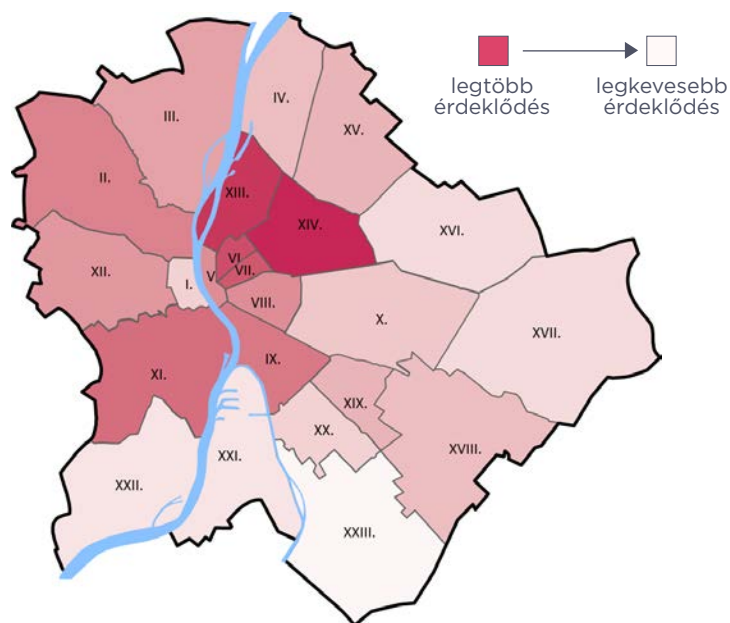 legtöbb
érdeklődés
legkevesebb
érdeklődés
III.
IV.
XV.
II.
XIII.
XIV.
XVI.
VI
VII.
XII.
I.
V.
VIII.
X.
XVII.
XI.
IX.
XIX.
XX.
XVIII.
XXI.
XXII.
XXIII.